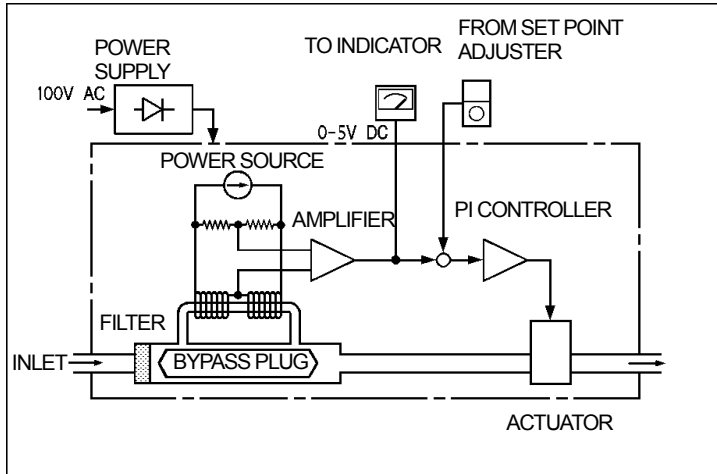 POWER
SUPPLY
TO INDICATOR
FROM SET POINT
ADJUSTER
100V AC
0-5V DC
POWER SOURCE
AMPLIFIER
PI CONTROLLER
FILTER
INLET
BYPASS PLUG
ACTUATOR